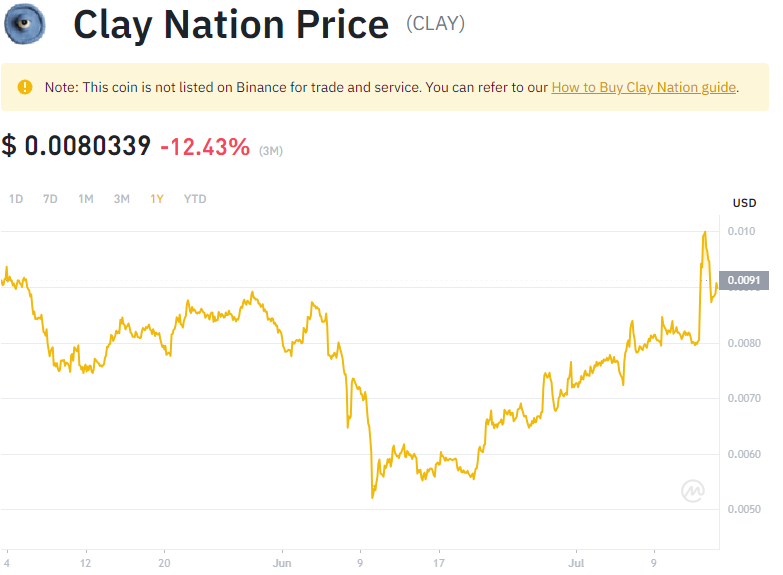 Clay Nation Price (CLAY)
Note: This coin is not listed on Binance for trade and service. You can refer to our How to Buy Clay Nation guide.
$ 0.0080339 -12.43% (3M)
1D 7D 1M 3M 1Y YTD
USD
0.010
0.0091
0.0080
0.0070
0.0060
0.0050
4 12 20 Jun 9 17 Jul 9